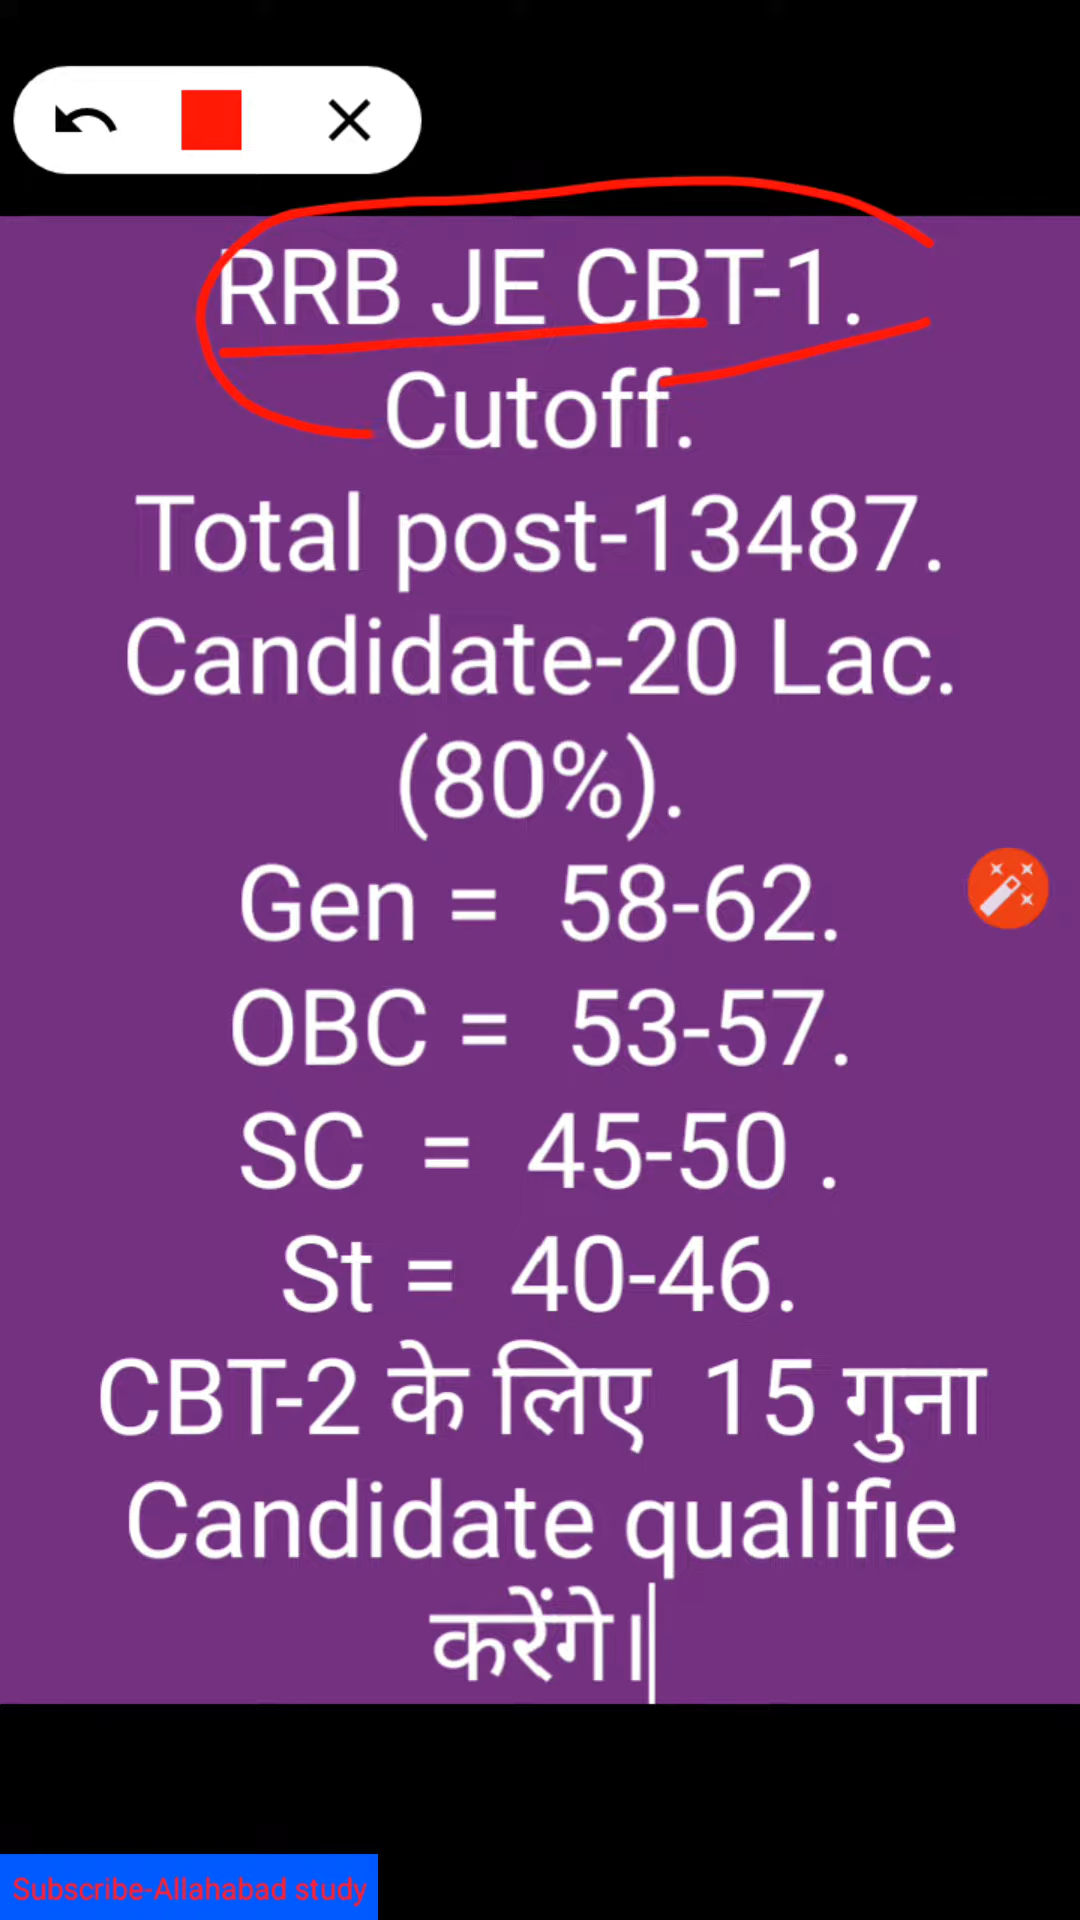 RRB JE CBT-1.
Cutoff.
Total post-13487.
Candidate-20 Lac.
(80%).
Gen = 58-62.
OBC = 53-57.
SC = 45-50 .
St = 40-46.
CBT-2 के लिए 15 गुना
Candidate qualifie
करेंगे।
Subscribe-Allahabad study